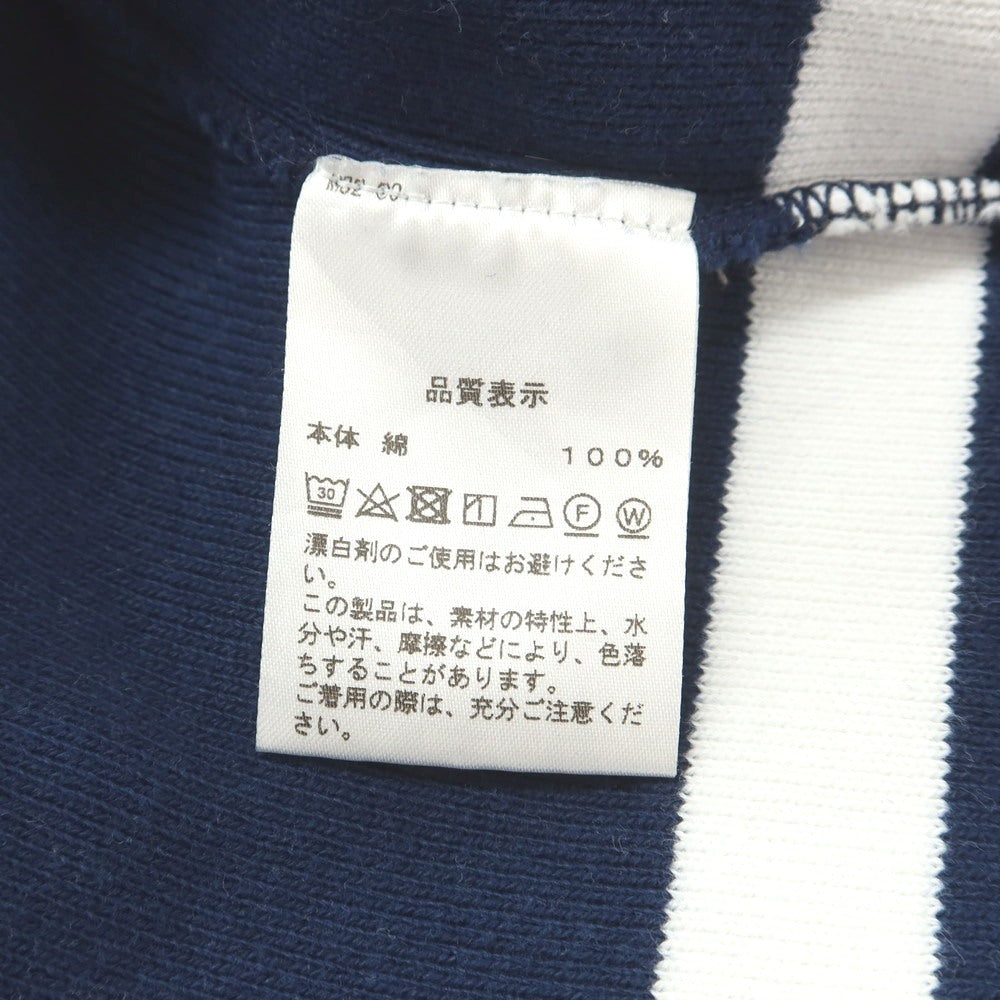 品質表示
本体 綿 100%
30 F W
漂白剤のご使用はお避けくださ
い。
この製品は、素材の特性上、水
分や汗、摩擦などにより、色落
ちすることがあります。
ご着用の際は、充分ご注意くだ
さい。